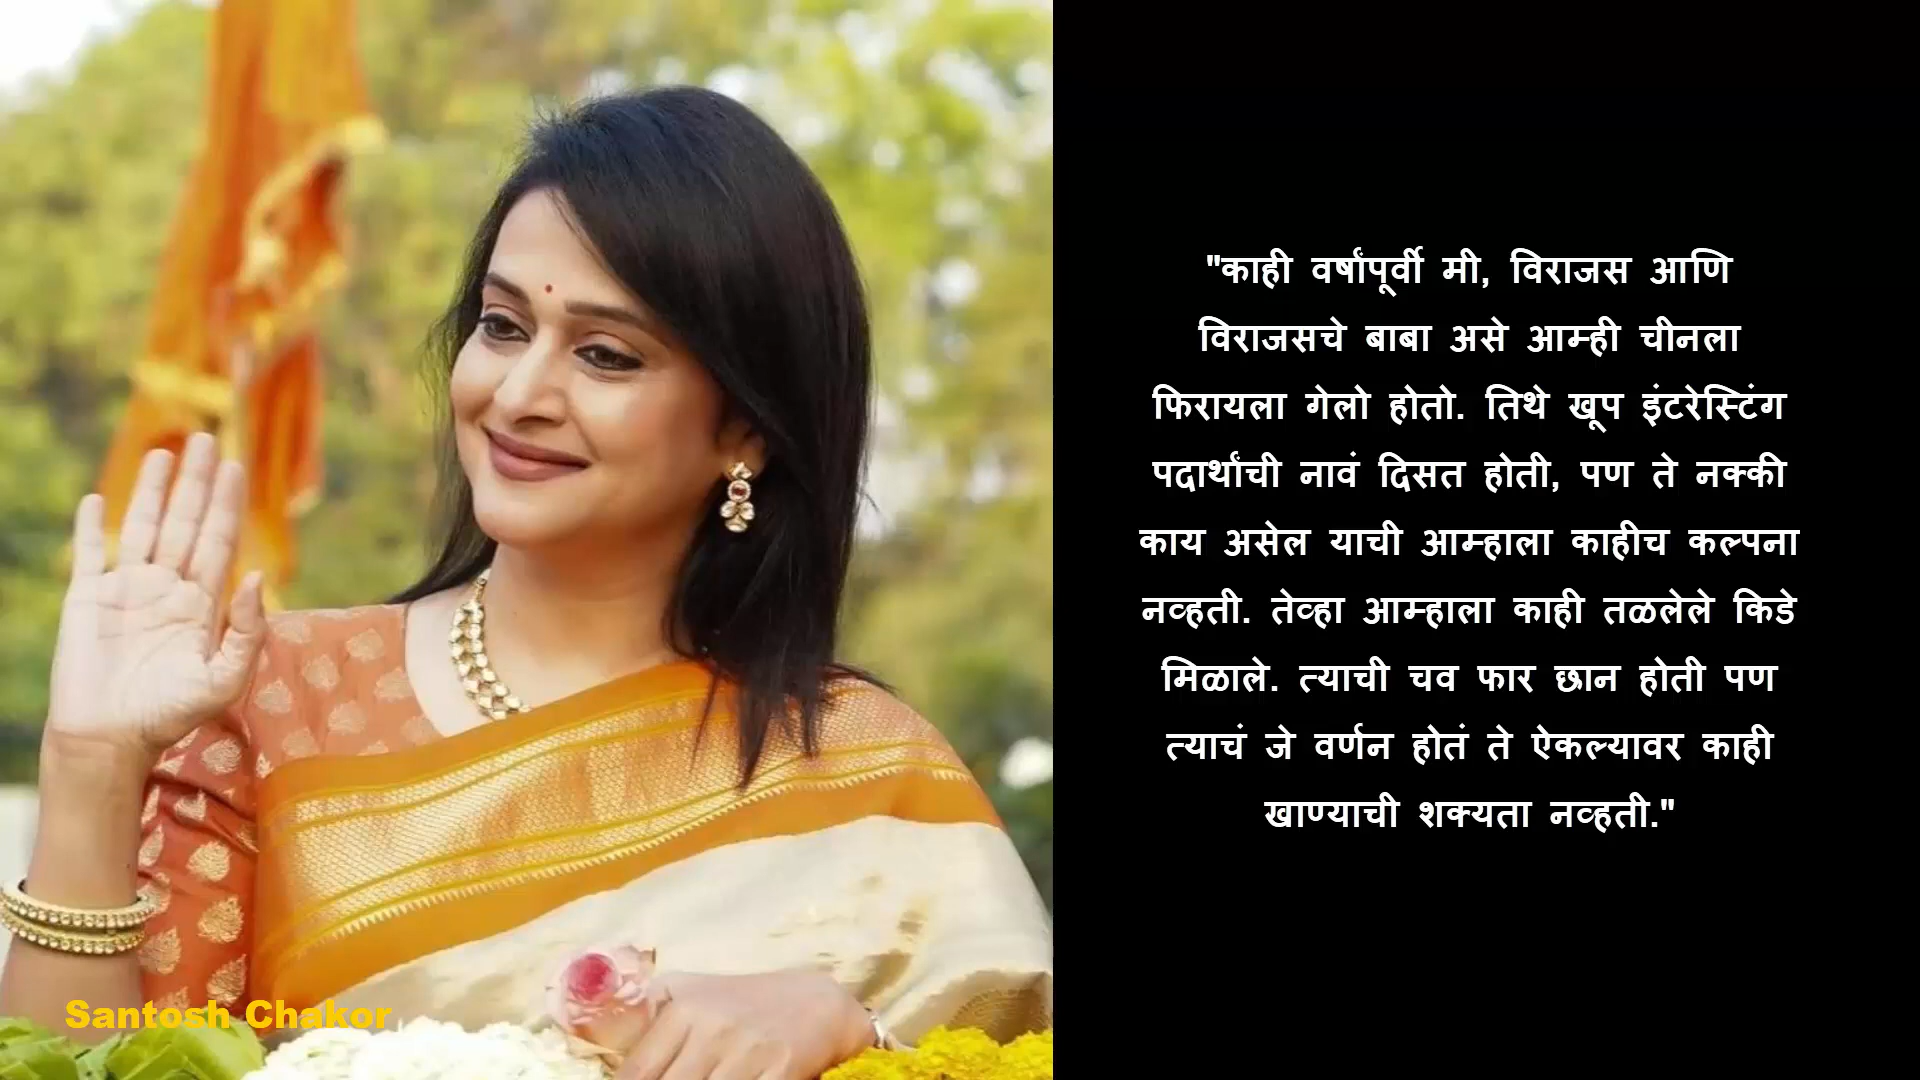 "काही वर्षांपूर्वी मी, विराजस आणि
विराजसचे बाबा असे आम्ही चीनला
फिरायला गेलो होतो. तिथे खूप इंटरेस्टिंग
पदार्थांची नावं दिसत होती, पण ते नक्की
काय असेल याची आम्हाला काहीच कल्पना
नव्हती. तेव्हा आम्हाला काही तळलेले किडे
मिळाले. त्याची चव फार छान होती पण
त्याचं जे वर्णन होतं ते ऐकल्यावर काही
खाण्याची शक्यता नव्हती."
Santosh Chakor